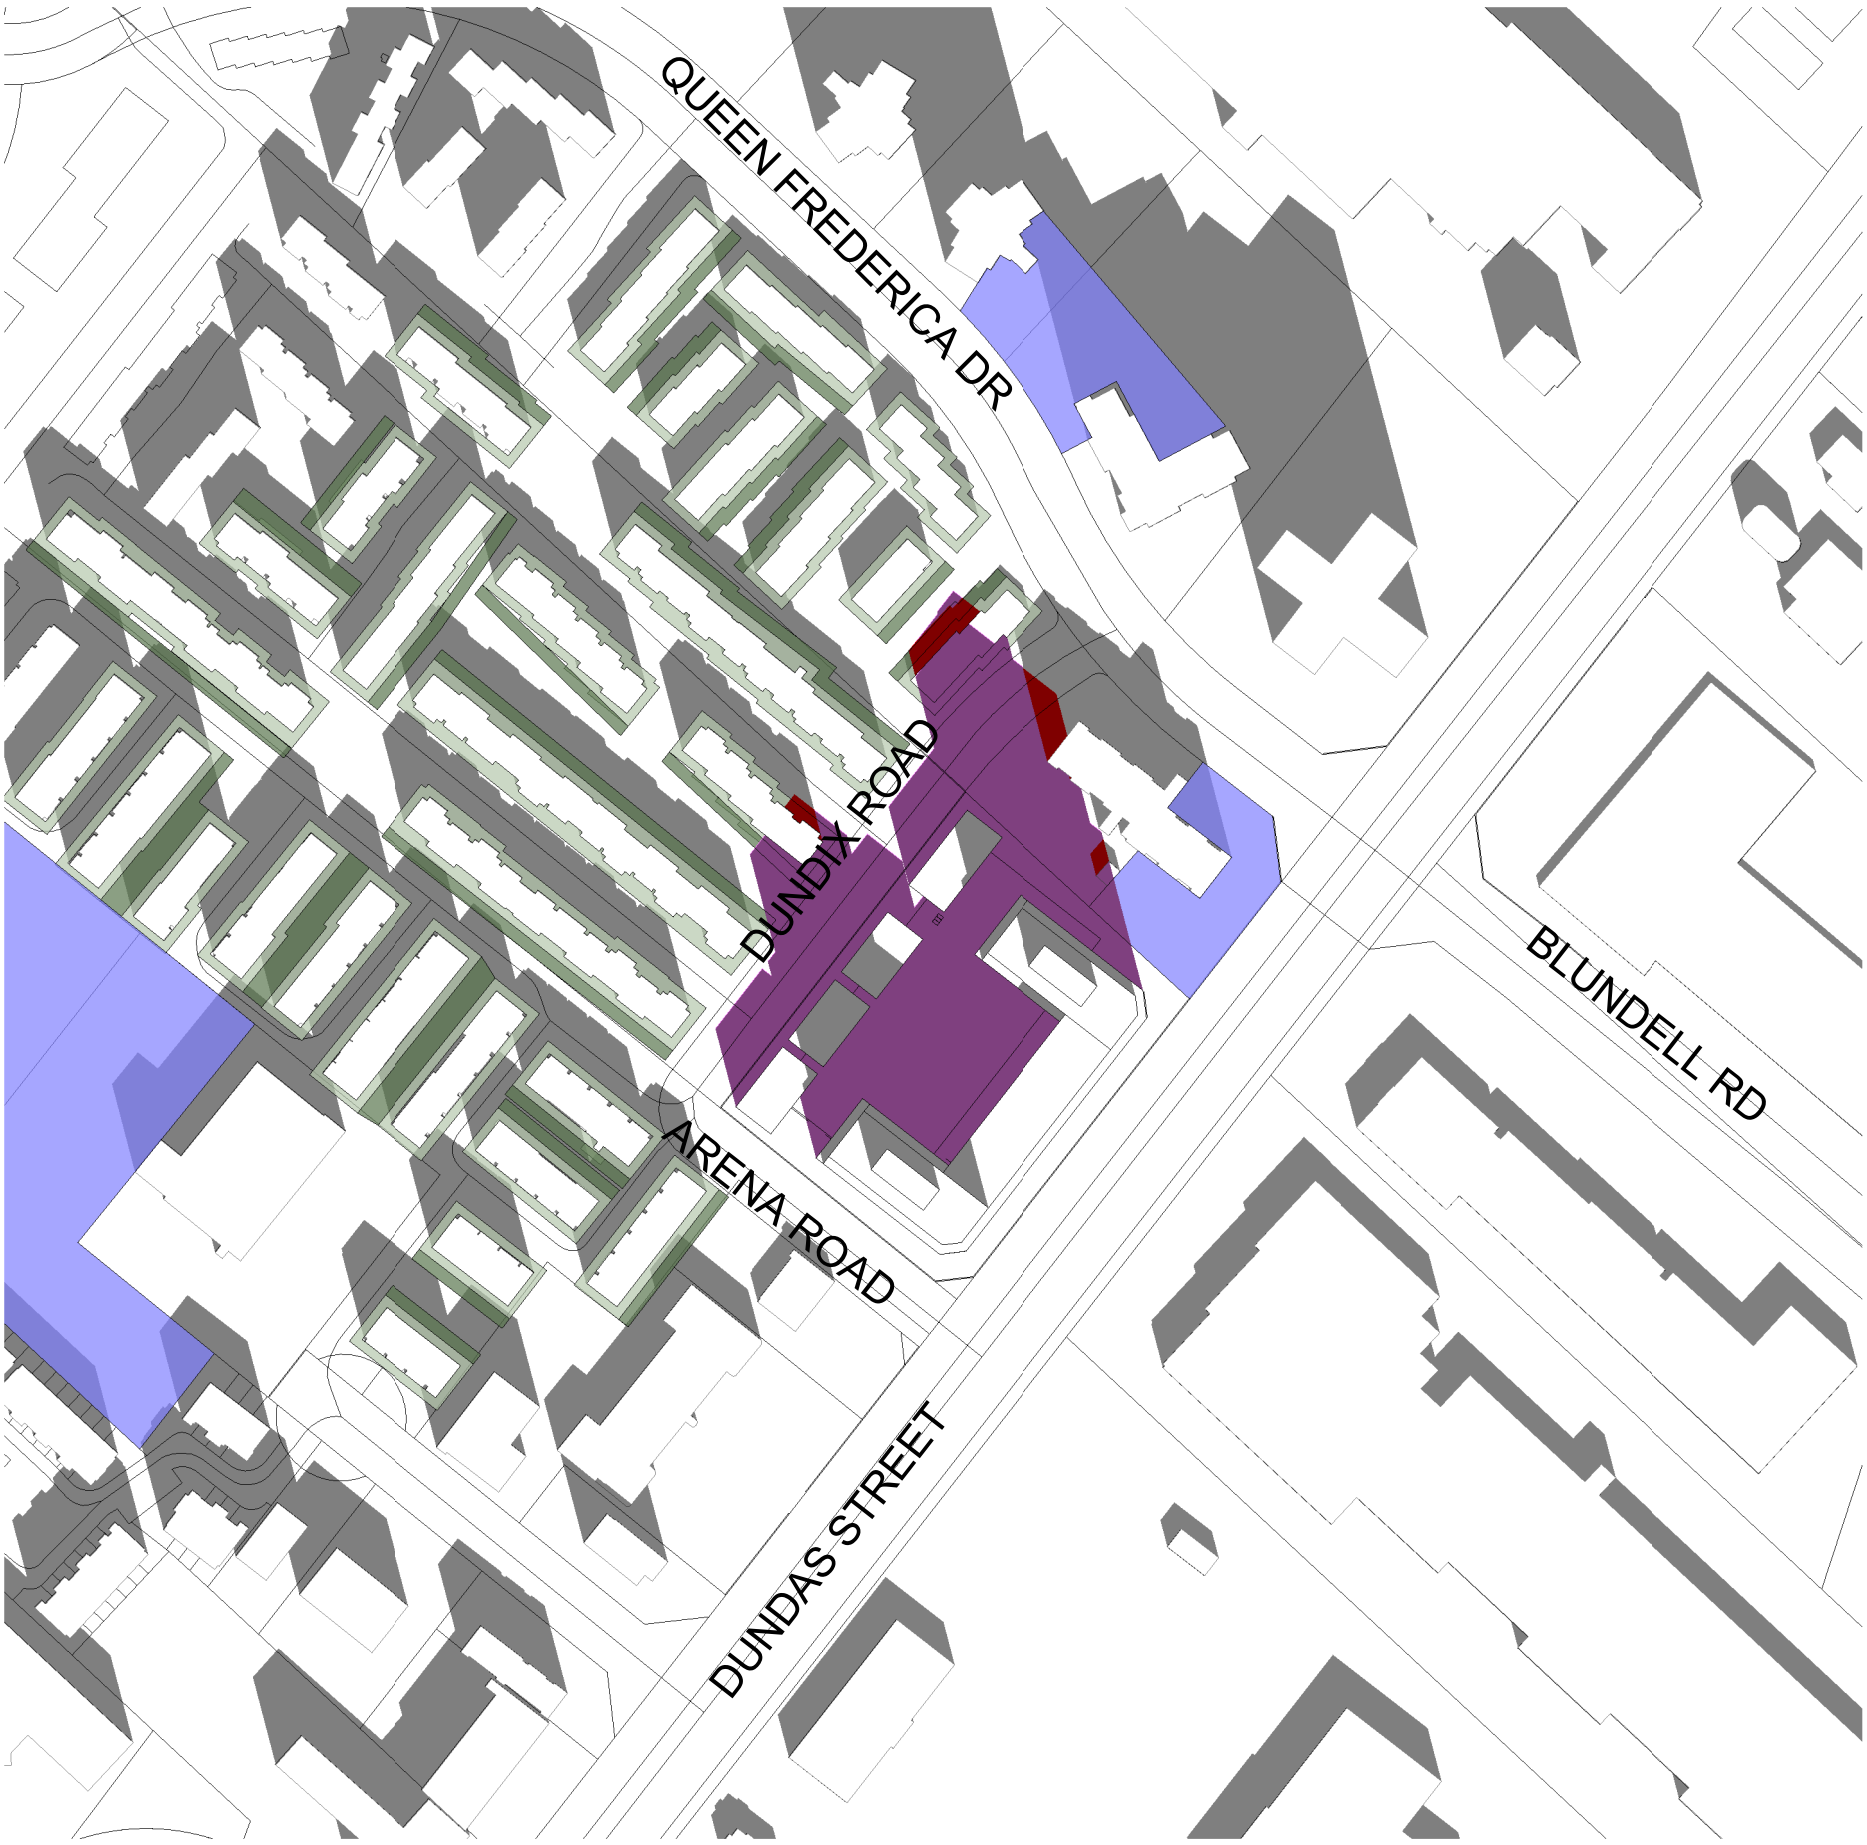 QUEEN FREDERICA DR
DUNDIX ROAD
BLUNDELL RD
ARENA ROAD
DUNDAS STREET